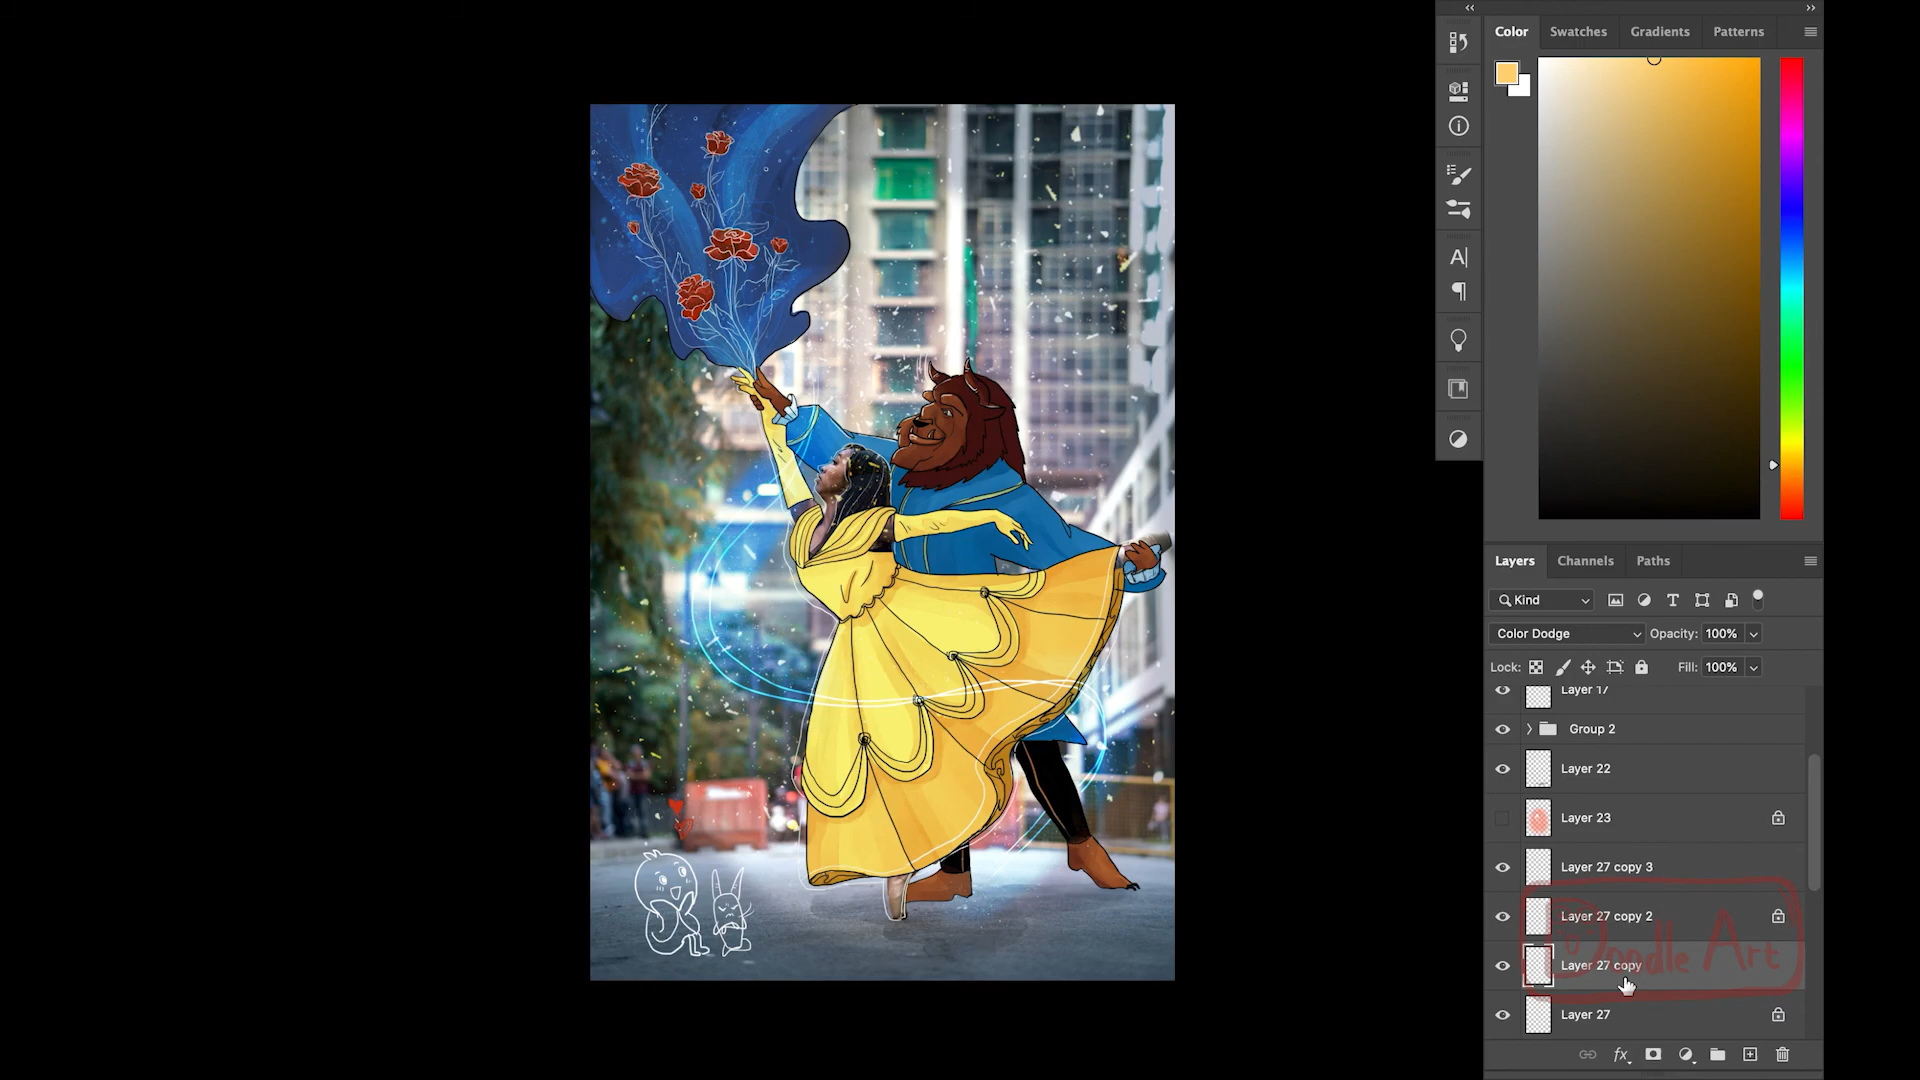 Color Swatches Gradients Patterns
Layers Channels Paths
Kind
Color Dodge Opacity: 100%
Lock: Fill: 100%
Layer 17
Group 2
Layer 22
Layer 23
Layer 27 copy 3
Layer 27 copy 2
Doodle Art
Layer 27 copy
Layer 27
fx